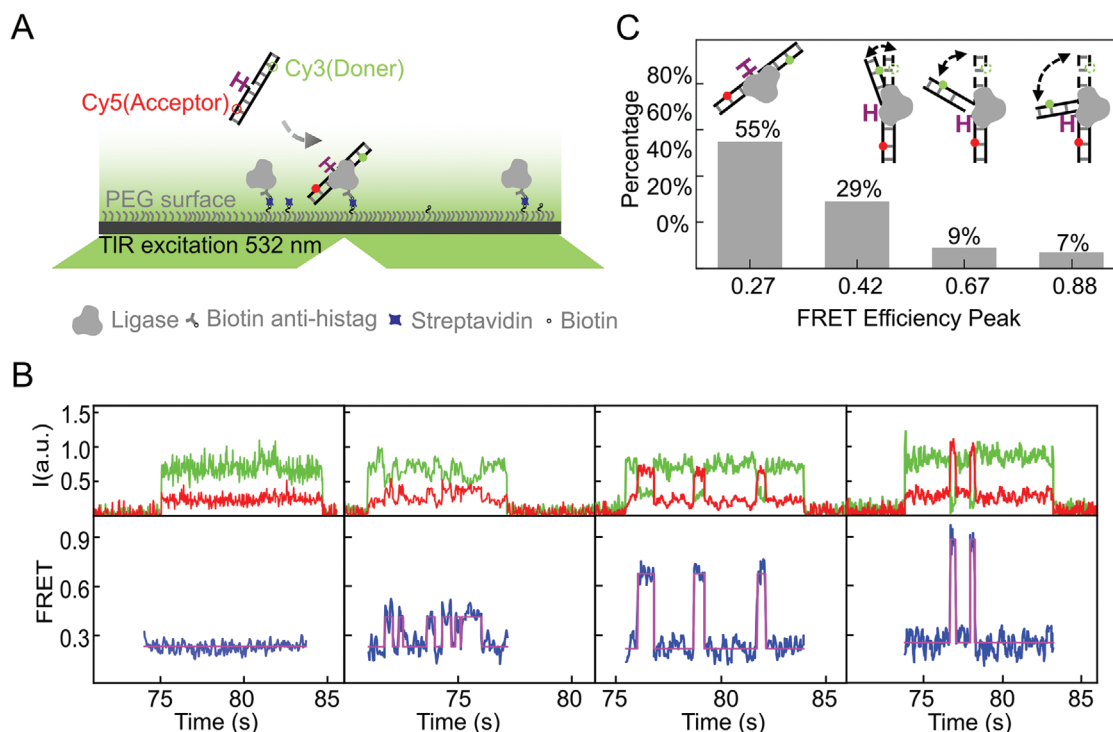 A
Cy3(Doner)
Cy5(Acceptor)
H
H
PEG surface
TIR excitation 532 nm
Ligase
Biotin anti-histag
Streptavidin
Biotin
C
Percentage
80%
60%
40%
20%
0%
H
H
H
H
55%
29%
9%
7%
0.27
0.42
0.67
0.88
FRET Efficiency Peak
B
I(a.u.)
1.5
1.0
0.5
FRET
0.9
0.6
0.3
75
80
85
75
80
75
80
85
75
80
85
Time (s)
Time (s)
Time (s)
Time (s)